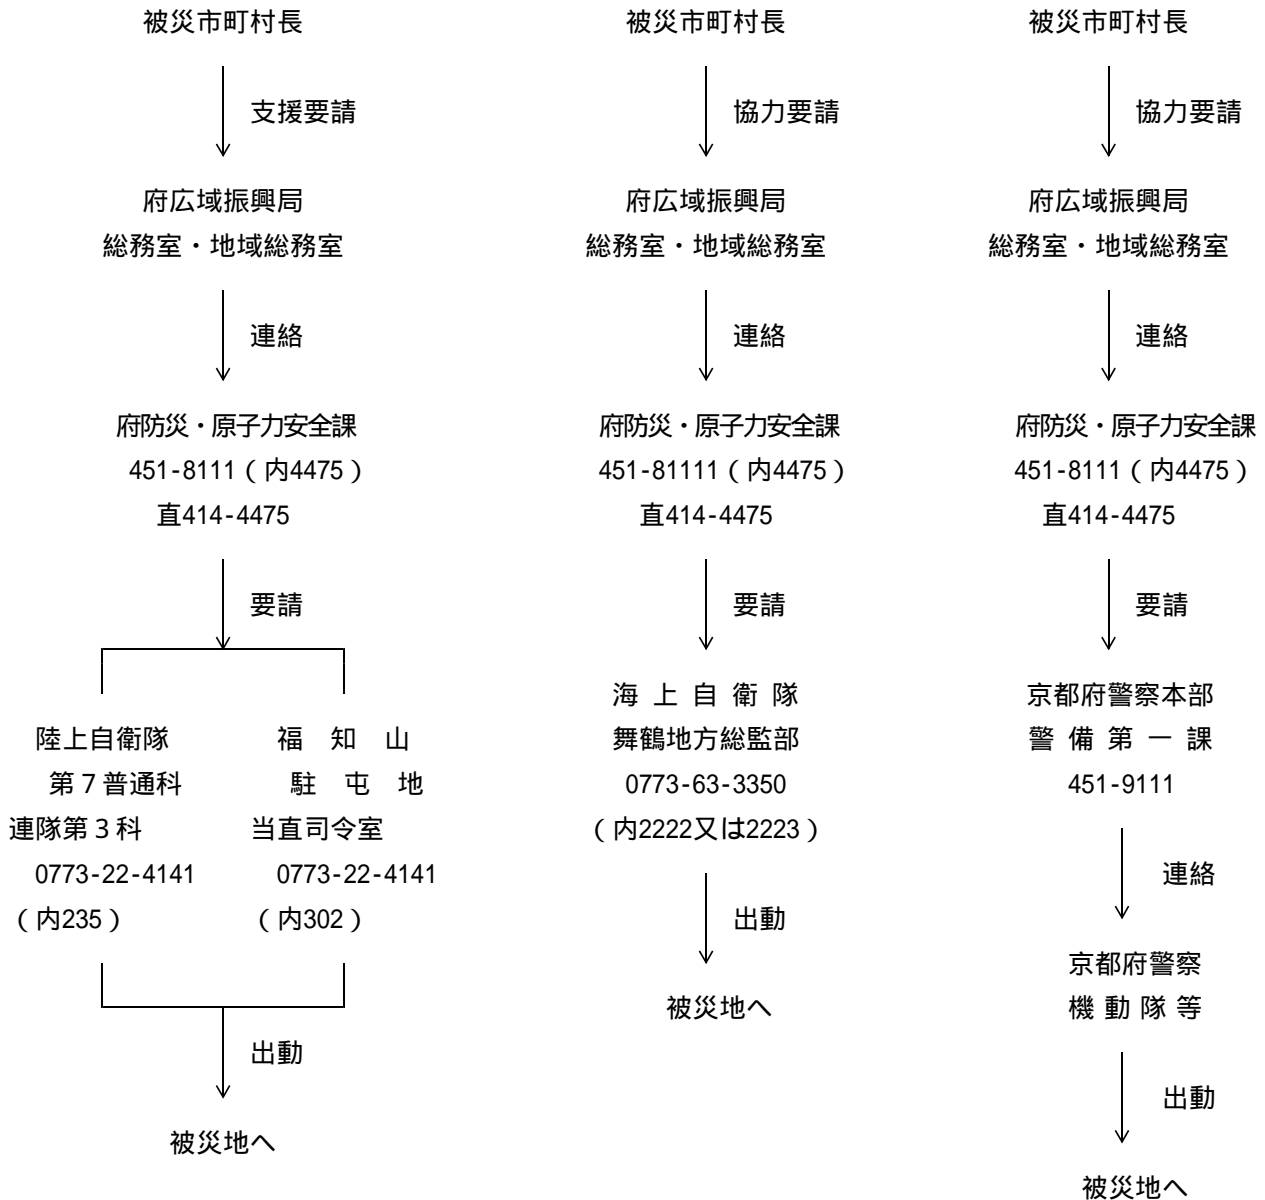 被災市町村長
支援要請
府広域振興局
総務室・地域総務室
連絡
府防災・原子力安全課
451-8111（内4475）
直414-4475
要請
陸上自衛隊
第７普通科
連隊第３科
0773-22-4141
（内235）
福知山
駐屯地
当直司令室
0773-22-4141
（内302）
出動
被災地へ
被災市町村長
協力要請
府広域振興局
総務室・地域総務室
連絡
府防災・原子力安全課
451-81111（内4475）
直414-4475
要請
海上自衛隊
舞鶴地方総監部
0773-63-3350
（内2222又は2223）
出動
被災地へ
被災市町村長
協力要請
府広域振興局
総務室・地域総務室
連絡
府防災・原子力安全課
451-8111（内4475）
直414-4475
要請
京都府警察本部
警備第一課
451-9111
連絡
京都府警察
機動隊等
出動
被災地へ